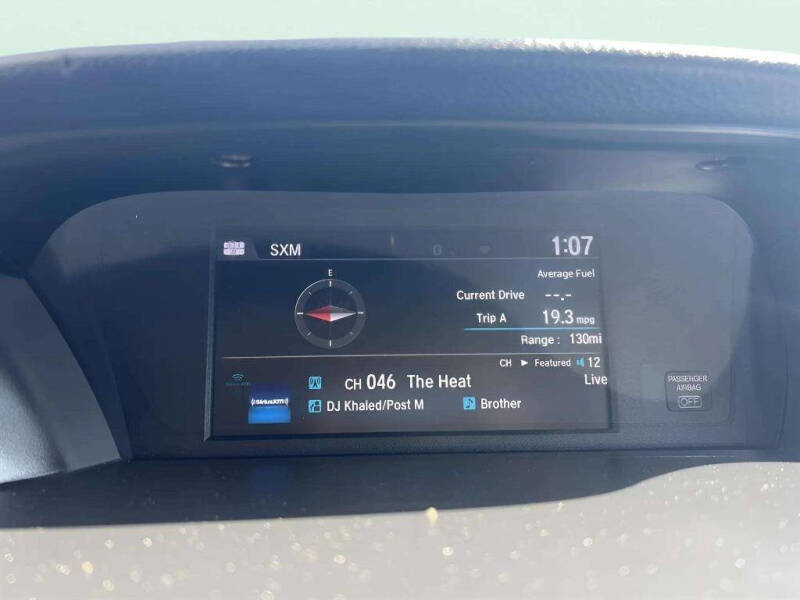 SXM
1:07
E
Average Fuel
Current Drive --.-
Trip A 19.3 mpg
Range : 130mi
CH ► Featured 12
CH 046 The Heat Live
DJ Khaled/Post M Brother
((SiriusXM))
PASSENGER
AIRBAG
OFF